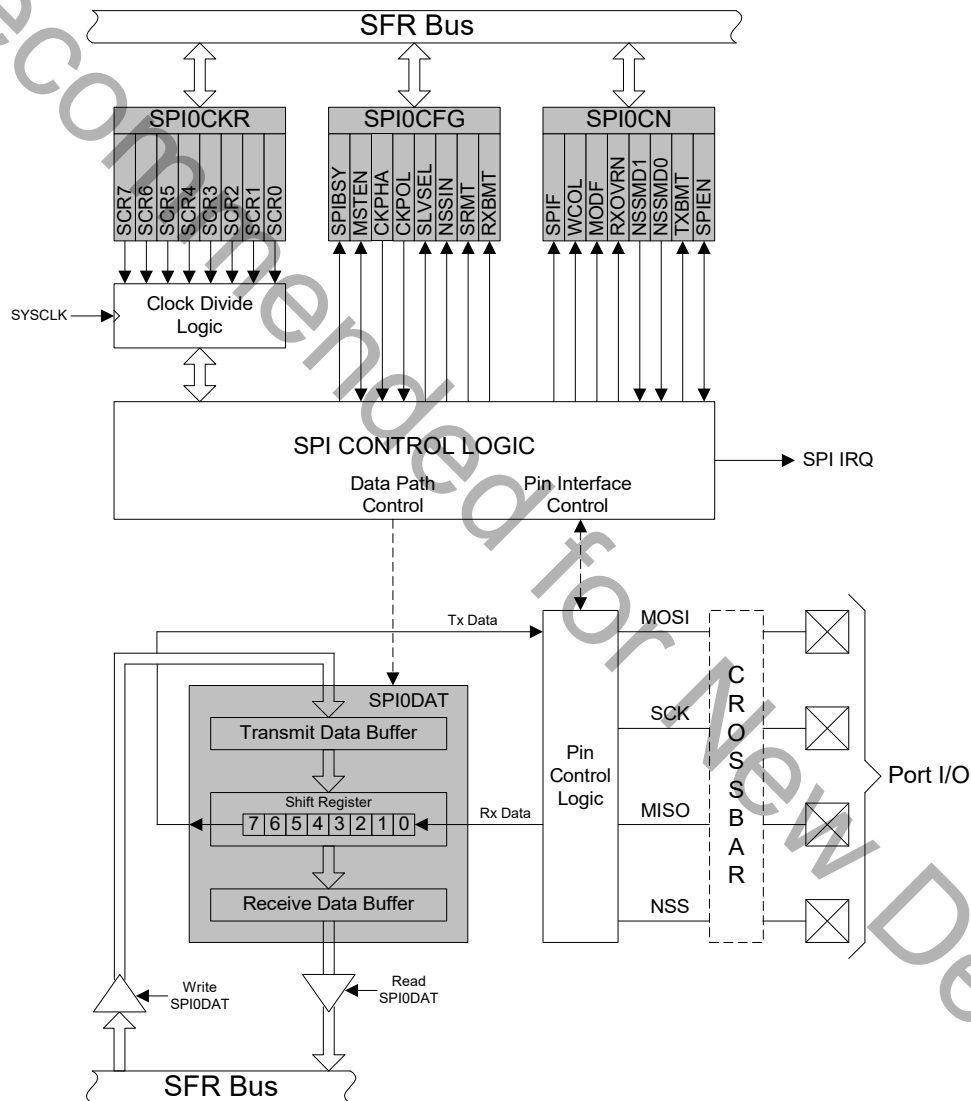 SFR Bus
SPI0CKR
SCR7
SCR6
SCR5
SCR4
SCR3
SCR2
SCR1
SCR0
SPI0CFG
SPIBSY
MSTEN
CKPHA
CKPOL
SLVSEL
NSSIN
SRMT
RXBMT
SPI0CN
SPIF
WCOL
MODF
RXOVRN
NSSMD1
NSSMD0
TXBMT
SPIEN
SYSCLK
Clock Divide
Logic
SPI CONTROL LOGIC
Data Path
Control
Pin Interface
Control
SPI IRQ
Tx Data
MOSI
SPI0DAT
Transmit Data Buffer
SCK
Shift Register
7 6 5 4 3 2 1 0
Rx Data
Pin
Control
Logic
MISO
Receive Data Buffer
NSS
CROSSBAR
Port I/O
Write
SPI0DAT
Read
SPI0DAT
SFR Bus
ecommended for New De